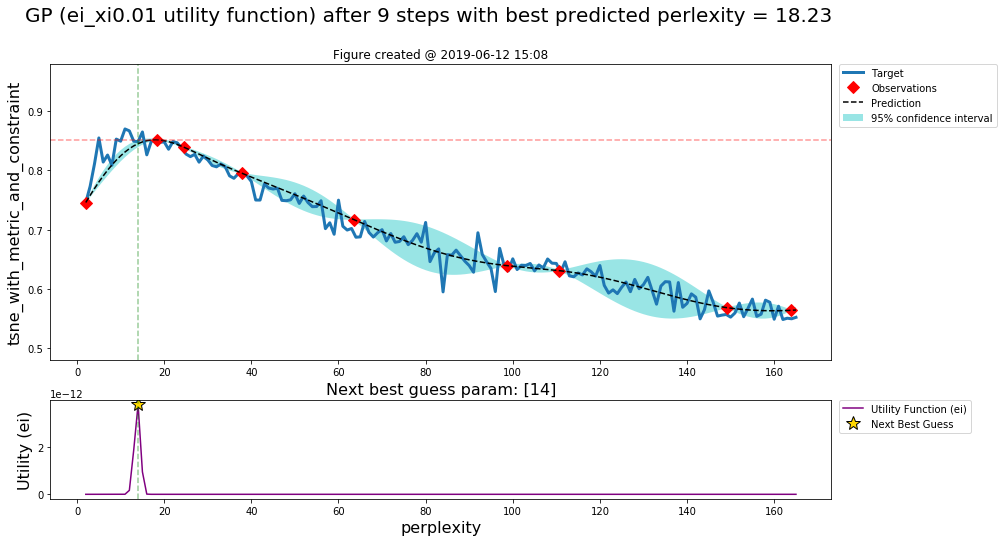 GP (ei_xi0.01 utility function) after 9 steps with best predicted perlexity = 18.23
Figure created @ 2019-06-12 15:08
tsne_with_metric_and_constraint
0.9
0.8
0.7
0.6
0.5
0 20 40 60 80 100 120 140 160
Target
Observations
Prediction
95% confidence interval
1e−12
Next best guess param: [14]
Utility (ei)
2
0
0 20 40 60 80 100 120 140 160
perplexity
Utility Function (ei)
Next Best Guess